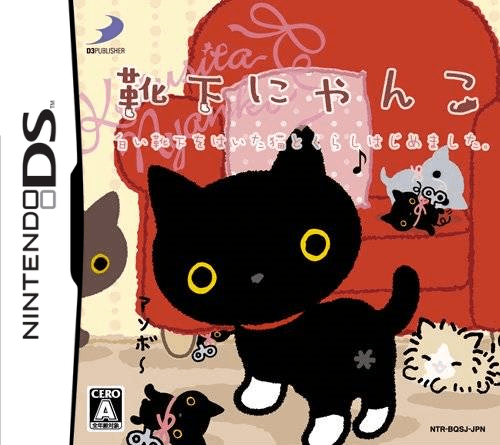 D3PUBLISHER
Kutusita
Nyanko
靴下にゃんこ
白い靴下をはいた猫とくらしはじめました。
NINTENDO DS™
♪
アソボ～
CERO
A
全年齢対象
NTR-BQSJ-JPN